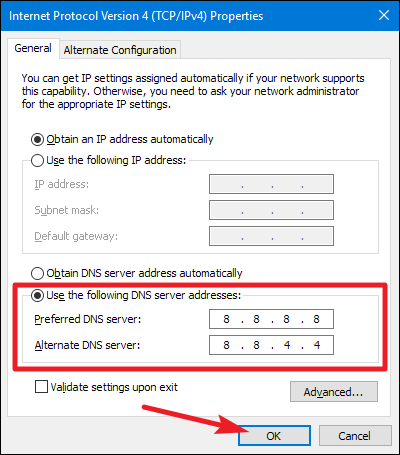 Internet Protocol Version 4 (TCP/IPv4) Properties
General
Alternate Configuration
You can get IP settings assigned automatically if your network supports
this capability. Otherwise, you need to ask your network administrator
for the appropriate IP settings.
Obtain an IP address automatically
Use the following IP address:
IP address:
. . .
Subnet mask:
. . .
Default gateway:
. . .
Obtain DNS server address automatically
Use the following DNS server addresses:
Preferred DNS server:
8 . 8 . 8 . 8
Alternate DNS server:
8 . 8 . 4 . 4
Validate settings upon exit
Advanced...
OK
Cancel